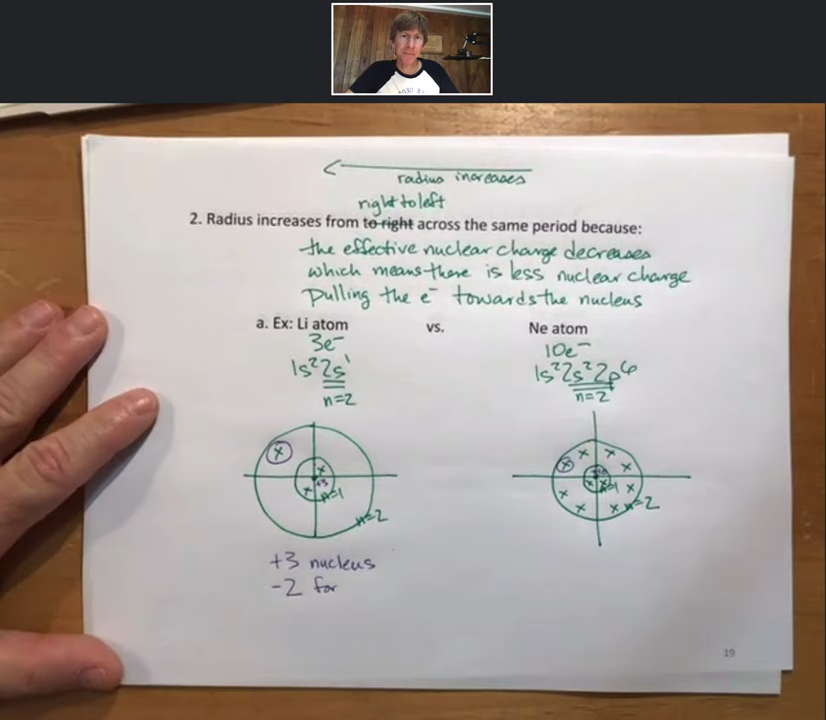 radius increases
right to left
2. Radius increases from to right across the same period because:
the effective nuclear charge decreases
which means there is less nuclear charge
pulling the e⁻ towards the nucleus
a. Ex: Li atom vs. Ne atom
3e⁻ 10e⁻
1s²2s¹ 1s²2s²2p⁶
n=2 n=2
x x x
x x x
+3
x n=1 x x n=1 x
x
n=2 x x n=2
+3 nucleus
-2 for
19